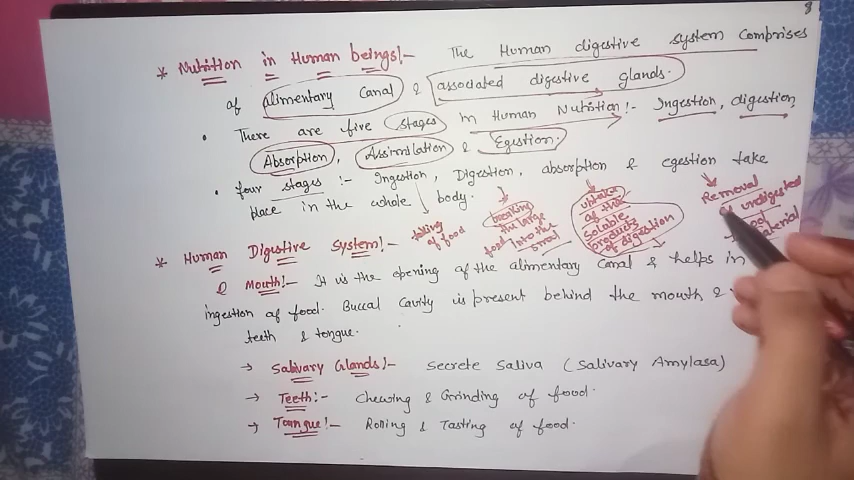 8
* Nutrition in Human beings!- The Human digestive system comprises
of alimentary Canal & associated digestive glands.
• There are five stages in Human Nutrition!- Ingestion, digestion,
Absorption, Assimilation & Egestion.
• four stages :- Ingestion, Digestion, absorption & egestion take
place in the whole body.
taking
of food
breaking
the large
food into the
small
uptake
of the
soluble
products
of digestion
Removal
of undigested
food
material
* Human Digestive System!-
Mouth!- It is the opening of the alimentary Canal & helps in
ingestion of food. Buccal Cavity is present behind the mouth &
teeth & tongue.
→ Salivary Glands!- Secrete Saliva (Salivary Amylasa)
→ Teeth:- Chewing & Grinding of food.
→ Toangue!- Rolling & Tasting of food.